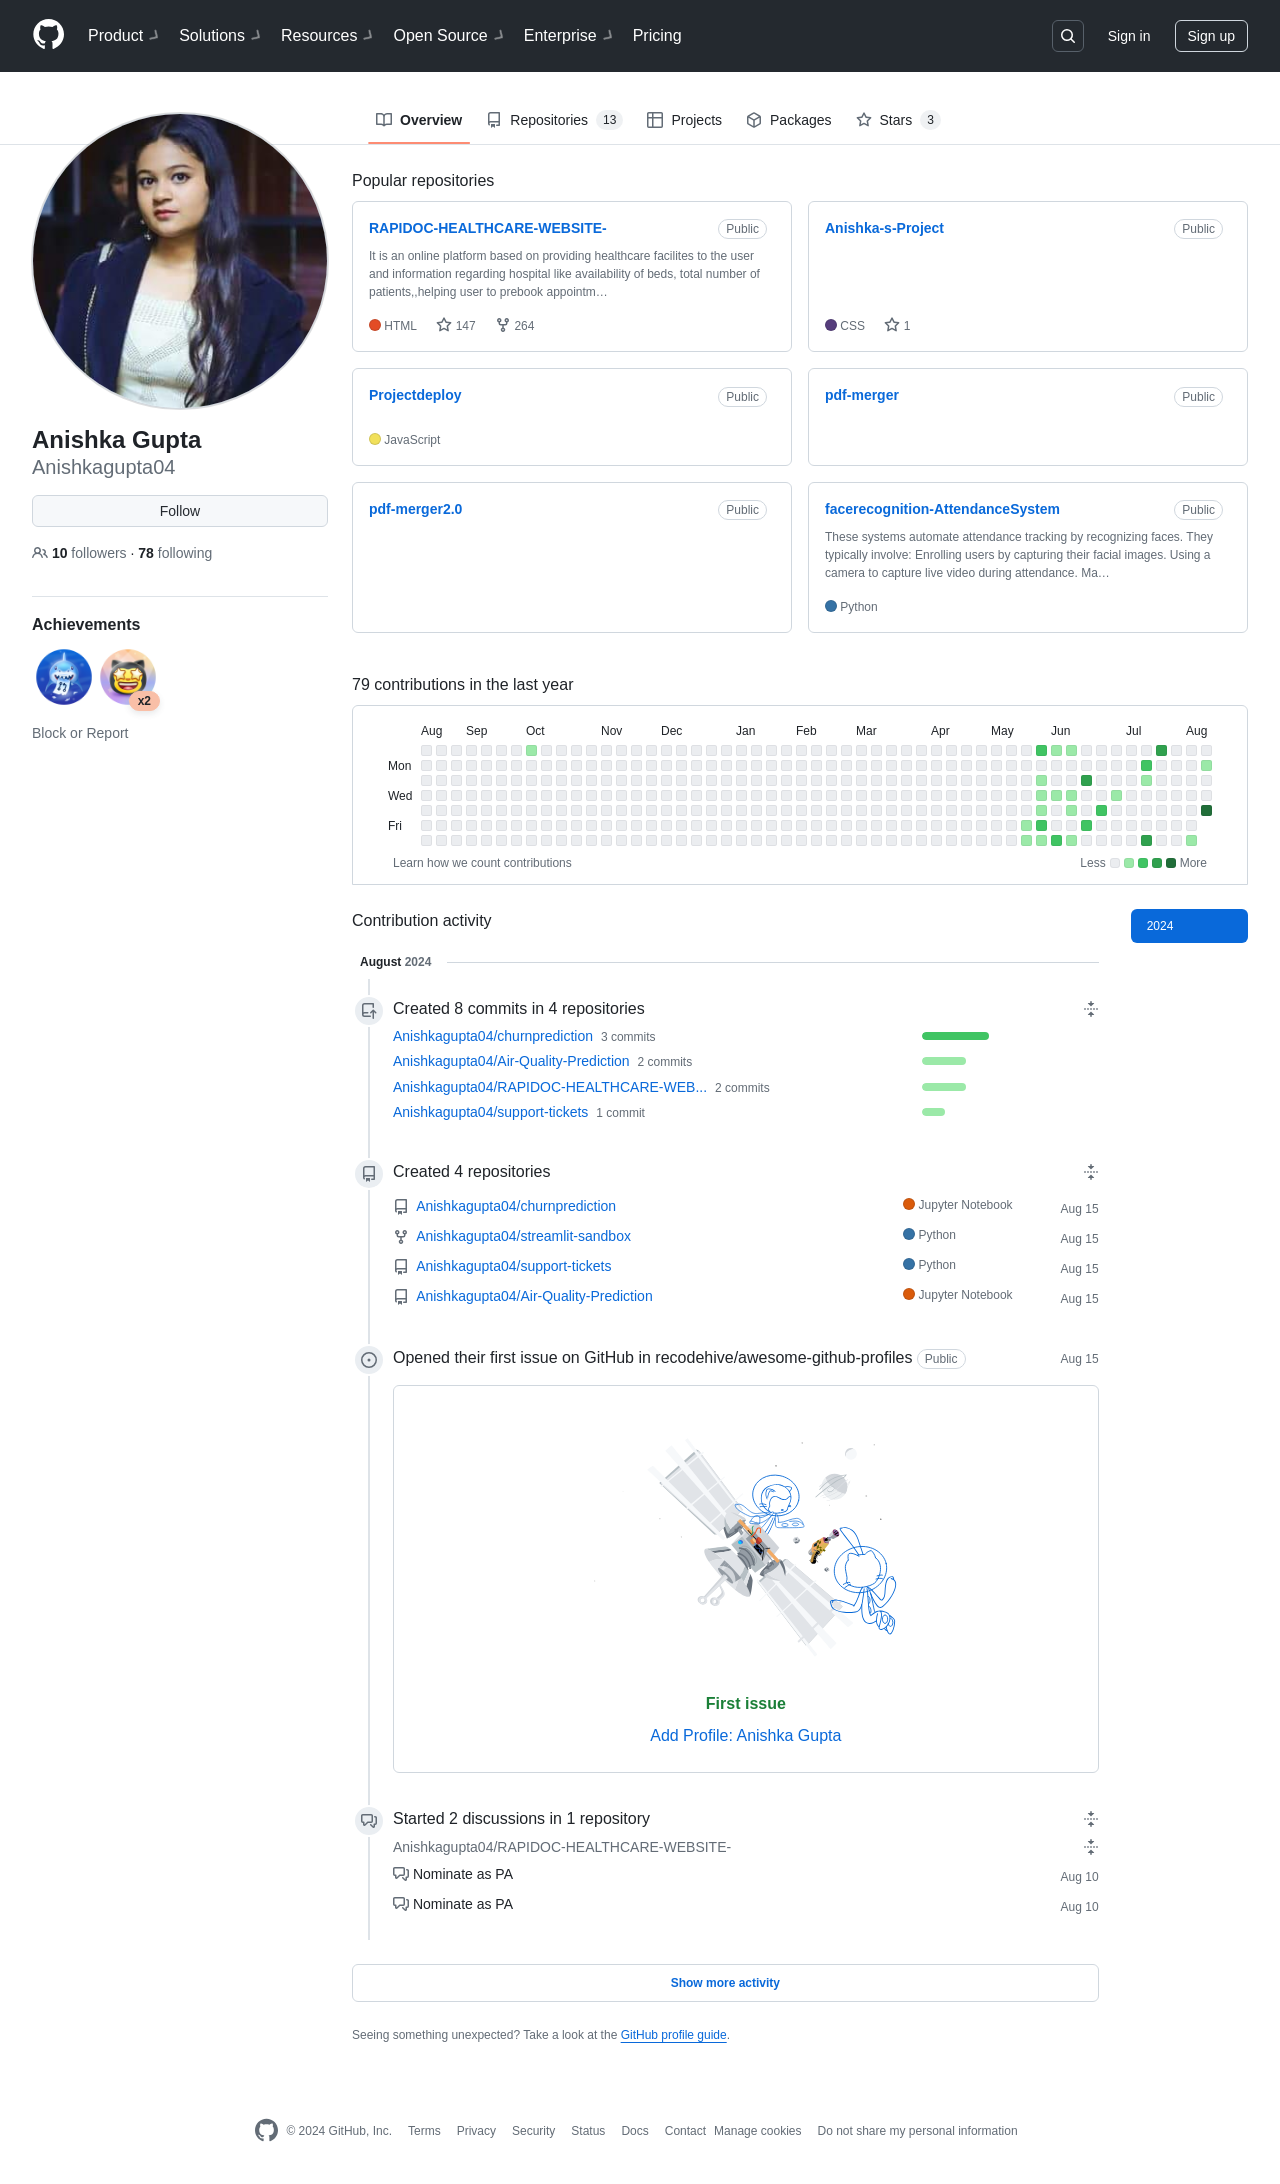 Product
Solutions
Resources
Open Source
Enterprise
Pricing
Sign in
Sign up
Overview
Repositories 13
Projects
Packages
Stars 3
Anishka Gupta
Anishkagupta04
Follow
10 followers · 78 following
Achievements
x2
Block or Report
Popular repositories
RAPIDOC-HEALTHCARE-WEBSITE- Public
It is an online platform based on providing healthcare facilites to the user
and information regarding hospital like availability of beds, total number of
patients,,helping user to prebook appointm…
HTML 147 264
Anishka-s-Project Public
CSS 1
Projectdeploy Public
JavaScript
pdf-merger Public
pdf-merger2.0 Public
facerecognition-AttendanceSystem Public
These systems automate attendance tracking by recognizing faces. They
typically involve: Enrolling users by capturing their facial images. Using a
camera to capture live video during attendance. Ma…
Python
79 contributions in the last year
Aug Sep Oct Nov Dec Jan Feb Mar Apr May Jun Jul Aug
Mon
Wed
Fri
Learn how we count contributions
Less More
Contribution activity
2024
August 2024
Created 8 commits in 4 repositories
Anishkagupta04/churnprediction 3 commits
Anishkagupta04/Air-Quality-Prediction 2 commits
Anishkagupta04/RAPIDOC-HEALTHCARE-WEB... 2 commits
Anishkagupta04/support-tickets 1 commit
Created 4 repositories
Anishkagupta04/churnprediction Jupyter Notebook Aug 15
Anishkagupta04/streamlit-sandbox Python Aug 15
Anishkagupta04/support-tickets Python Aug 15
Anishkagupta04/Air-Quality-Prediction Jupyter Notebook Aug 15
Opened their first issue on GitHub in recodehive/awesome-github-profiles Public Aug 15
First issue
Add Profile: Anishka Gupta
Started 2 discussions in 1 repository
Anishkagupta04/RAPIDOC-HEALTHCARE-WEBSITE-
Nominate as PA Aug 10
Nominate as PA Aug 10
Show more activity
Seeing something unexpected? Take a look at the GitHub profile guide.
© 2024 GitHub, Inc. Terms Privacy Security Status Docs Contact Manage cookies Do not share my personal information